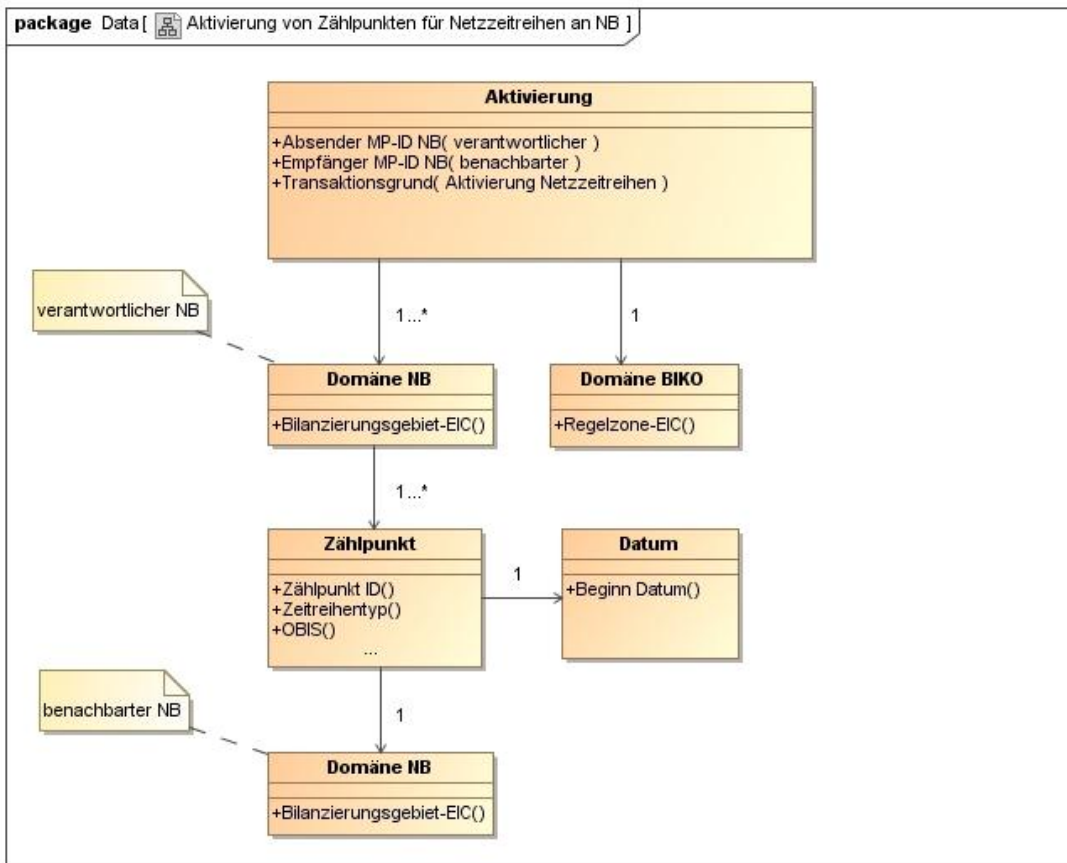 package Data [ Aktivierung von Zählpunkten für Netzzeitreihen an NB ]
Aktivierung
+Absender MP-ID NB( verantwortlicher )
+Empfänger MP-ID NB( benachbarter )
+Transaktionsgrund( Aktivierung Netzzeitreihen )
verantwortlicher NB
1...*
1
Domäne NB
+Bilanzierungsgebiet-EIC()
Domäne BIKO
+Regelzone-EIC()
1...*
Zählpunkt
+Zählpunkt ID()
+Zeitreihentyp()
+OBIS()
...
1
Datum
+Beginn Datum()
benachbarter NB
1
Domäne NB
+Bilanzierungsgebiet-EIC()